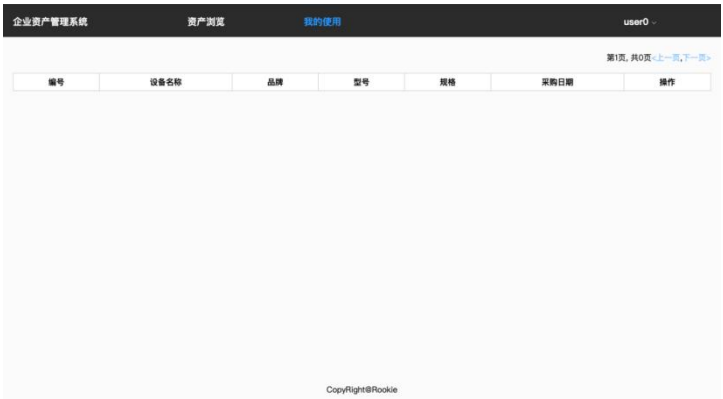 企业资产管理系统 资产浏览 我的使用 user0
第1页, 共0页<上一页,下一页>
编号 设备名称 品牌 型号 规格 采购日期 操作
CopyRight@Rookie